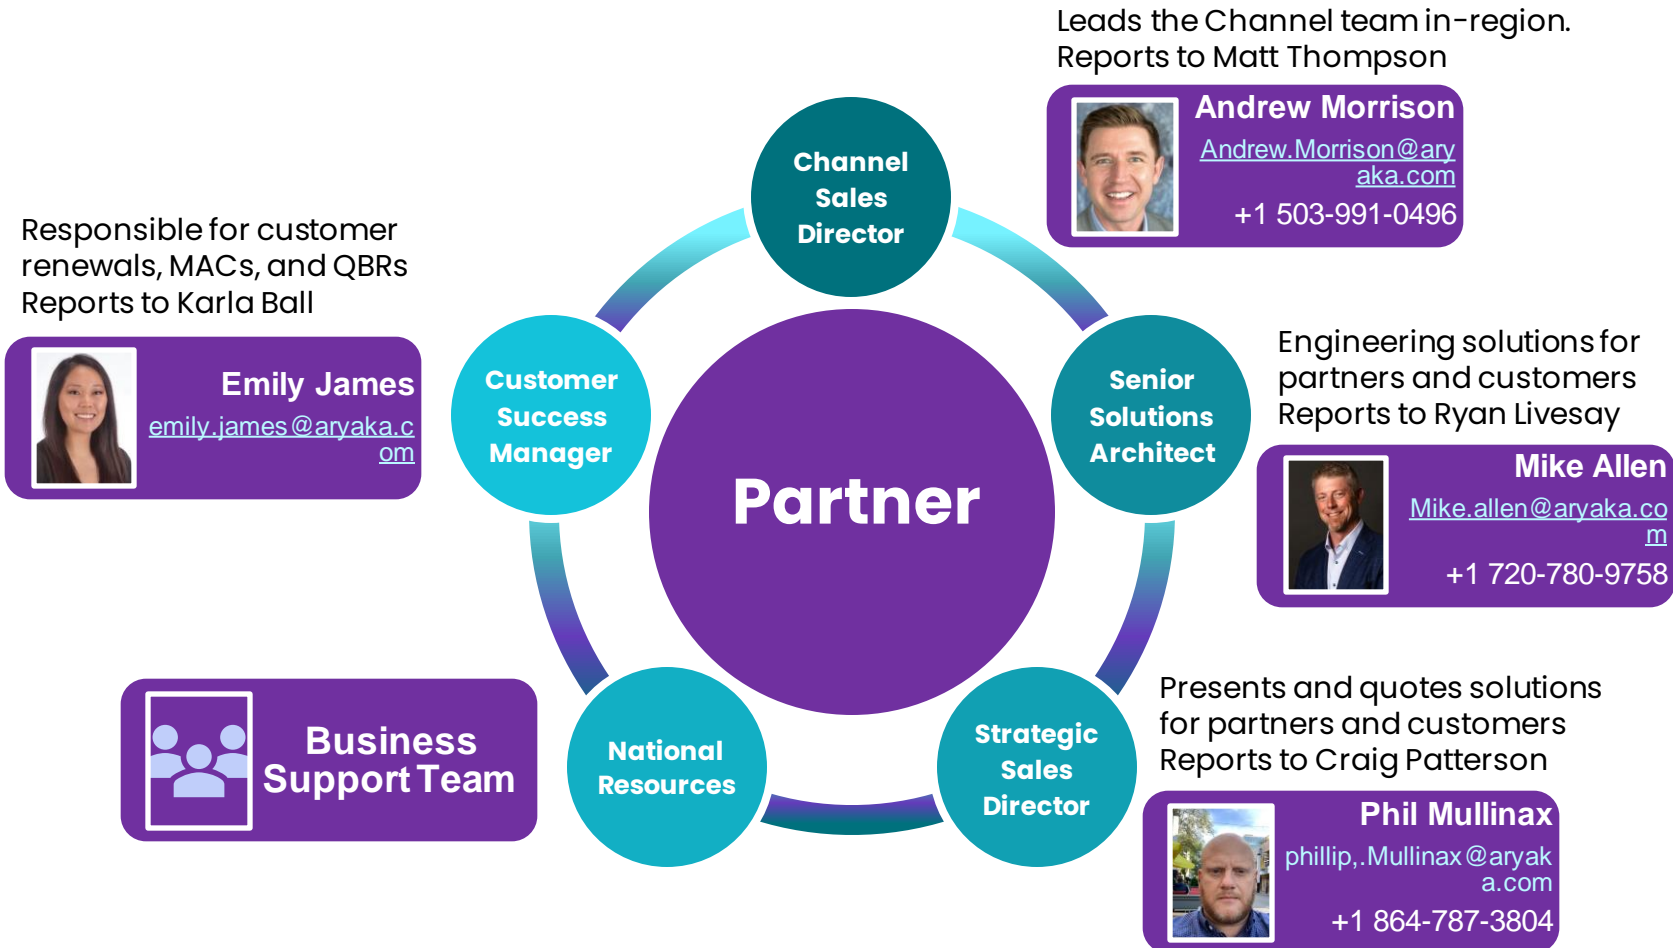 Leads the Channel team in-region.
Reports to Matt Thompson
Andrew Morrison
Andrew.Morrison@ary
aka.com
+1 503-991-0496
Channel
Sales
Director
Responsible for customer
renewals, MACs, and QBRs
Reports to Karla Ball
Emily James
emily.james@aryaka.c
om
Customer
Success
Manager
Senior
Solutions
Architect
Engineering solutions for
partners and customers
Reports to Ryan Livesay
Mike Allen
Mike.allen@aryaka.co
m
+1 720-780-9758
Partner
Business
Support Team
National
Resources
Strategic
Sales
Director
Presents and quotes solutions
for partners and customers
Reports to Craig Patterson
Phil Mullinax
phillip,.Mullinax@aryak
a.com
+1 864-787-3804